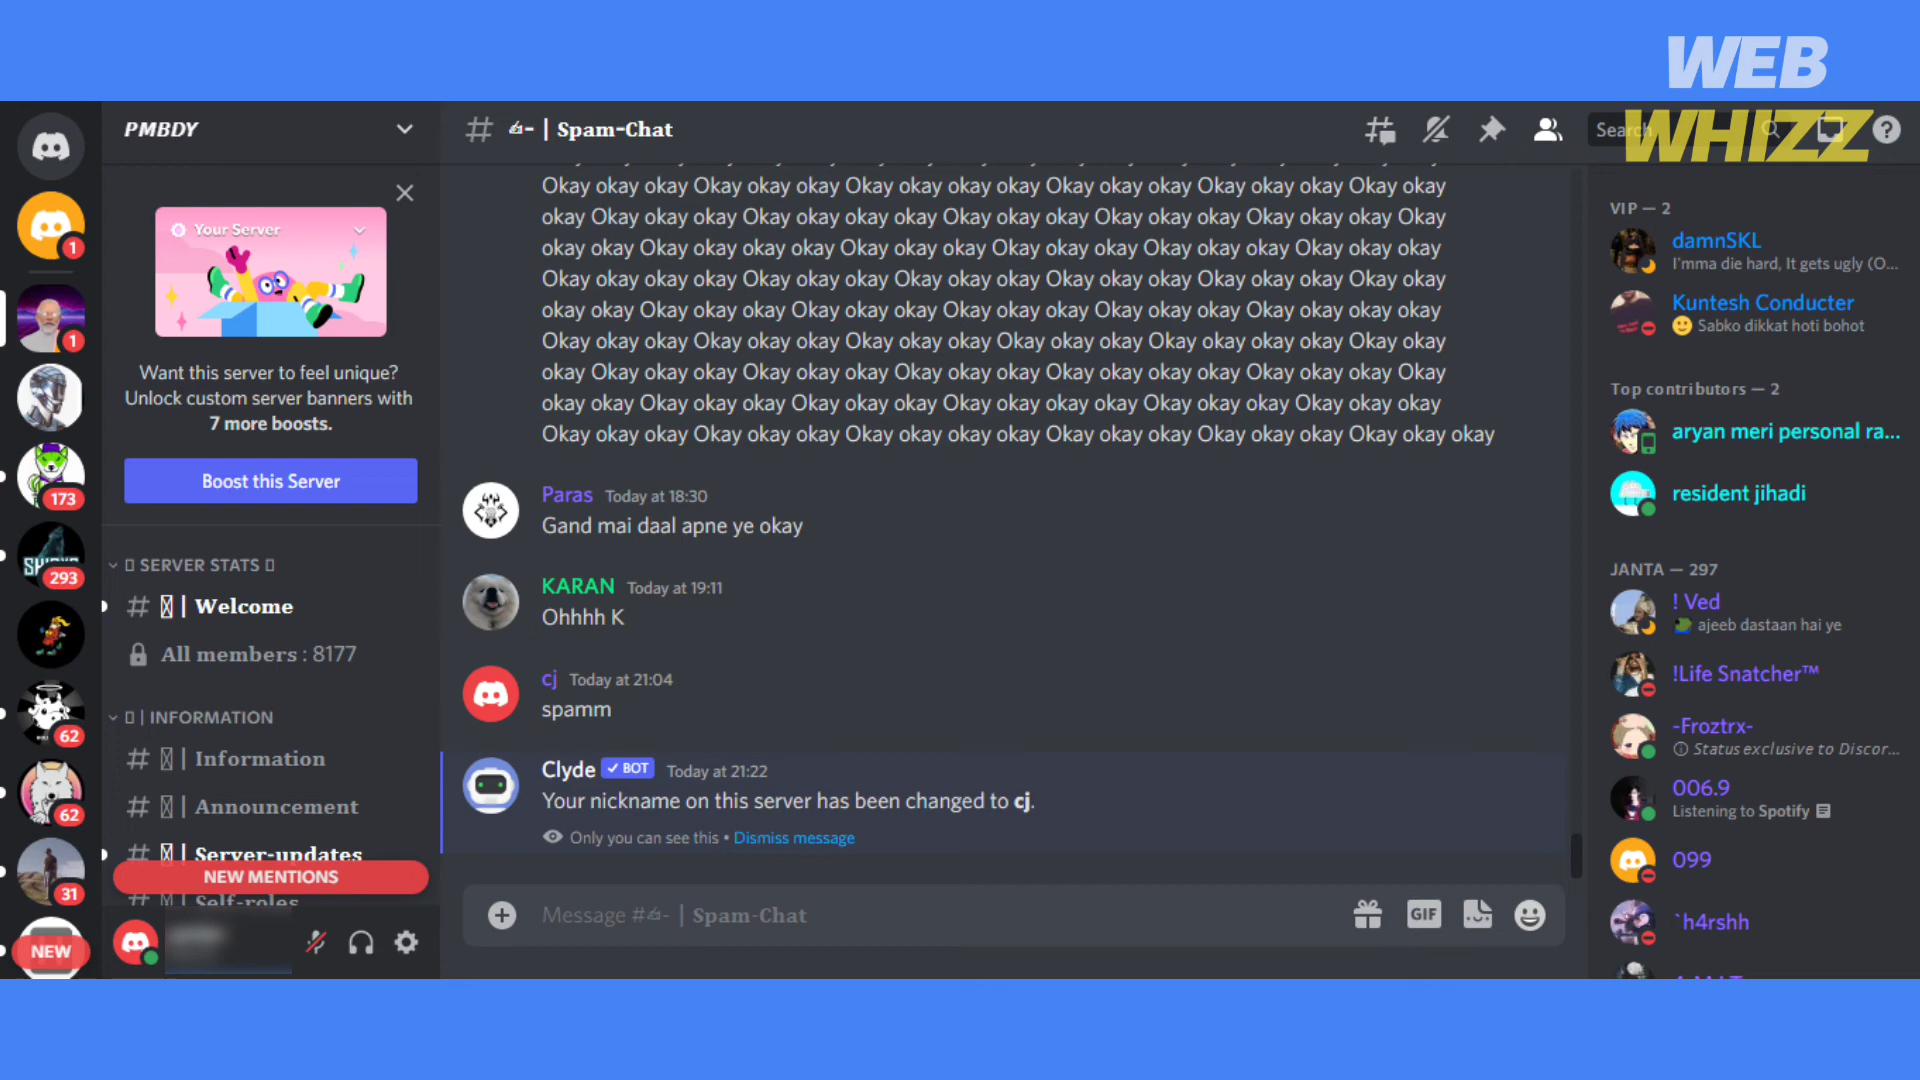 WEB
WHIZZ
PMBDY
Your Server
Want this server to feel unique?
Unlock custom server banners with
7 more boosts.
Boost this Server
SERVER STATS
# | Welcome
All members : 8177
| INFORMATION
# | Information
# | Announcement
# | Server-updates
NEW MENTIONS
# | Self-roles
1
1
173
293
62
62
31
NEW
# ✍- | Spam-Chat
Search
Okay okay okay Okay okay okay Okay okay okay okay Okay okay okay Okay okay okay Okay okay
okay Okay okay okay Okay okay okay okay Okay okay okay Okay okay okay Okay okay okay Okay
okay okay Okay okay okay okay Okay okay okay Okay okay okay Okay okay okay Okay okay okay
Okay okay okay okay Okay okay okay Okay okay okay Okay okay okay Okay okay okay okay Okay
okay okay Okay okay okay Okay okay okay Okay okay okay Okay okay okay okay Okay okay okay
Okay okay okay Okay okay okay Okay okay okay Okay okay okay Okay okay okay okay Okay okay
okay Okay okay okay Okay okay okay Okay okay okay Okay okay okay okay Okay okay okay Okay
okay okay Okay okay okay Okay okay okay Okay okay okay okay Okay okay okay Okay okay okay
Okay okay okay Okay okay okay Okay okay okay okay Okay okay okay Okay okay okay Okay okay okay
Paras Today at 18:30
Gand mai daal apne ye okay
KARAN Today at 19:11
Ohhhh K
cj Today at 21:04
spamm
Clyde ✓ BOT Today at 21:22
Your nickname on this server has been changed to cj.
Only you can see this • Dismiss message
Message #✍- | Spam-Chat
GIF
VIP — 2
damnSKL
I'mma die hard, It gets ugly (O...
Kuntesh Conducter
Sabko dikkat hoti bohot
Top contributors — 2
aryan meri personal ra...
resident jihadi
JANTA — 297
! Ved
ajeeb dastaan hai ye
!Life Snatcher™
-Froztrx-
Status exclusive to Discor...
006.9
Listening to Spotify
099
`h4rshh